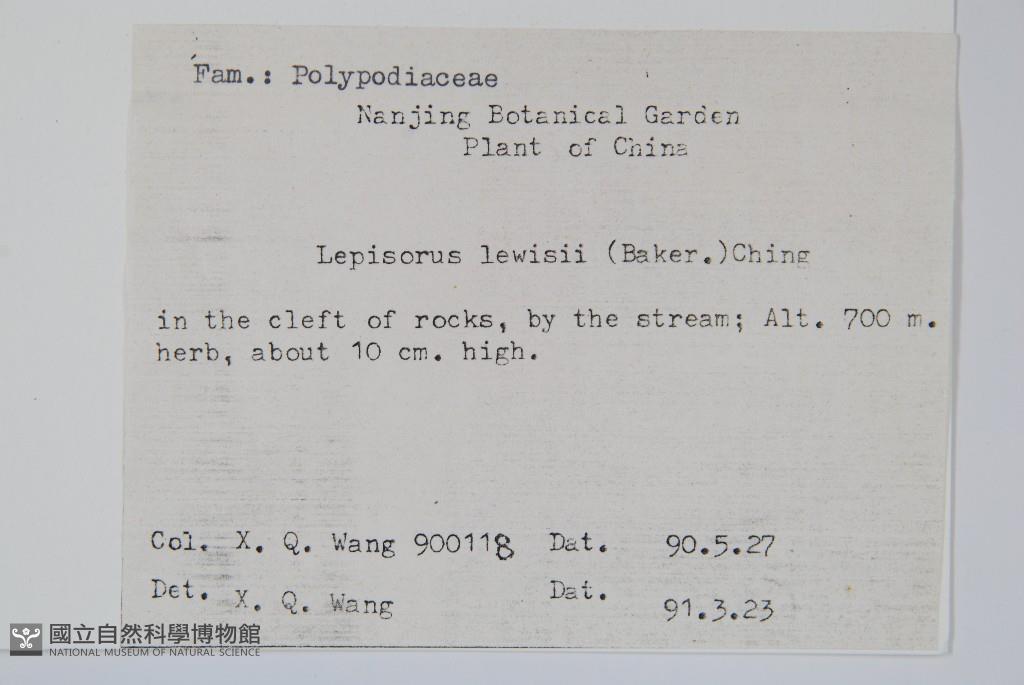 Fam.: Polypodiaceae
Nanjing Botanical Garden
Plant of China
Lepisorus lewisii (Baker.)Ching
in the cleft of rocks, by the stream; Alt. 700 m.
herb, about 10 cm. high.
Col. X. Q. Wang 900118 Dat. 90.5.27
Det. X. Q. Wang Dat. 91.3.23
國立自然科學博物館
NATIONAL MUSEUM OF NATURAL SCIENCE